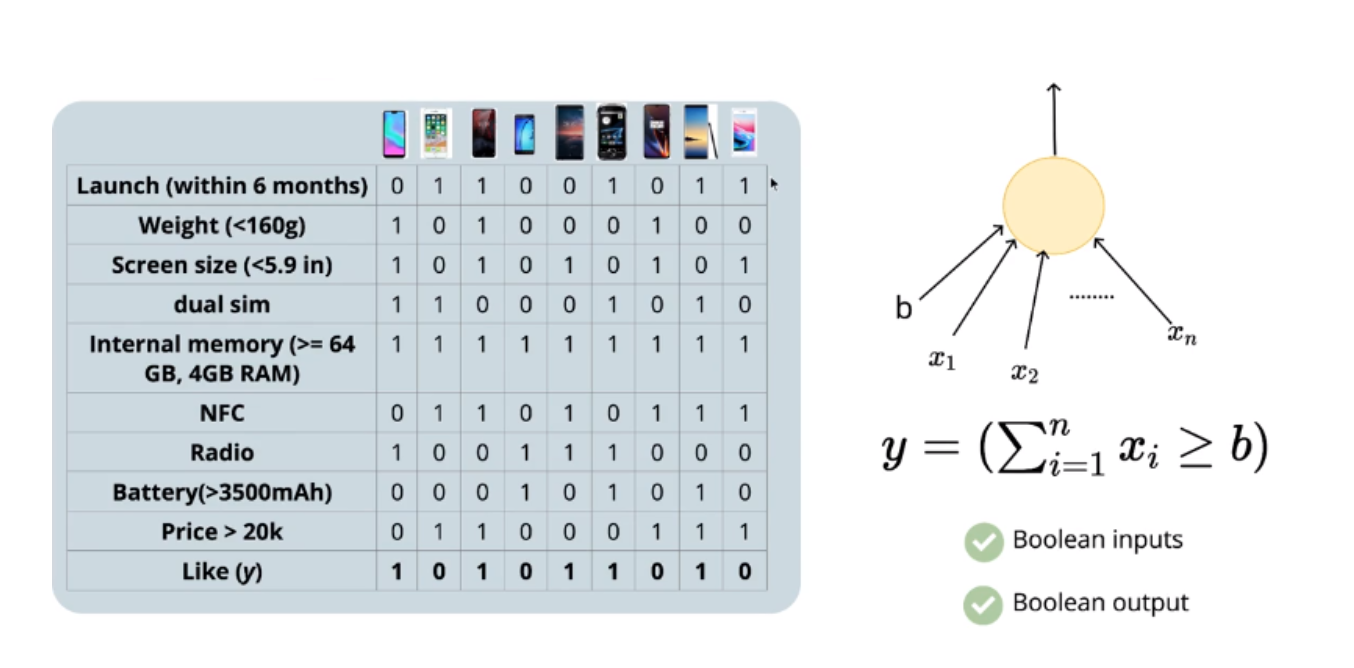 Launch (within 6 months) 0 1 1 0 0 1 0 1 1
Weight (<160g) 1 0 1 0 0 0 1 0 0
Screen size (<5.9 in) 1 0 1 0 1 0 1 0 1
dual sim 1 1 0 0 0 1 0 1 0
Internal memory (>= 64 1 1 1 1 1 1 1 1 1
GB, 4GB RAM)
NFC 0 1 1 0 1 0 1 1 1
Radio 1 0 0 1 1 1 0 0 0
Battery(>3500mAh) 0 0 0 1 0 1 0 1 0
Price > 20k 0 1 1 0 0 0 1 1 1
Like (y) 1 0 1 0 1 1 0 1 0
b
x₁
x₂
........
xₙ
y = (∑ⁿᵢ₌₁ xᵢ ≥ b)
Boolean inputs
Boolean output